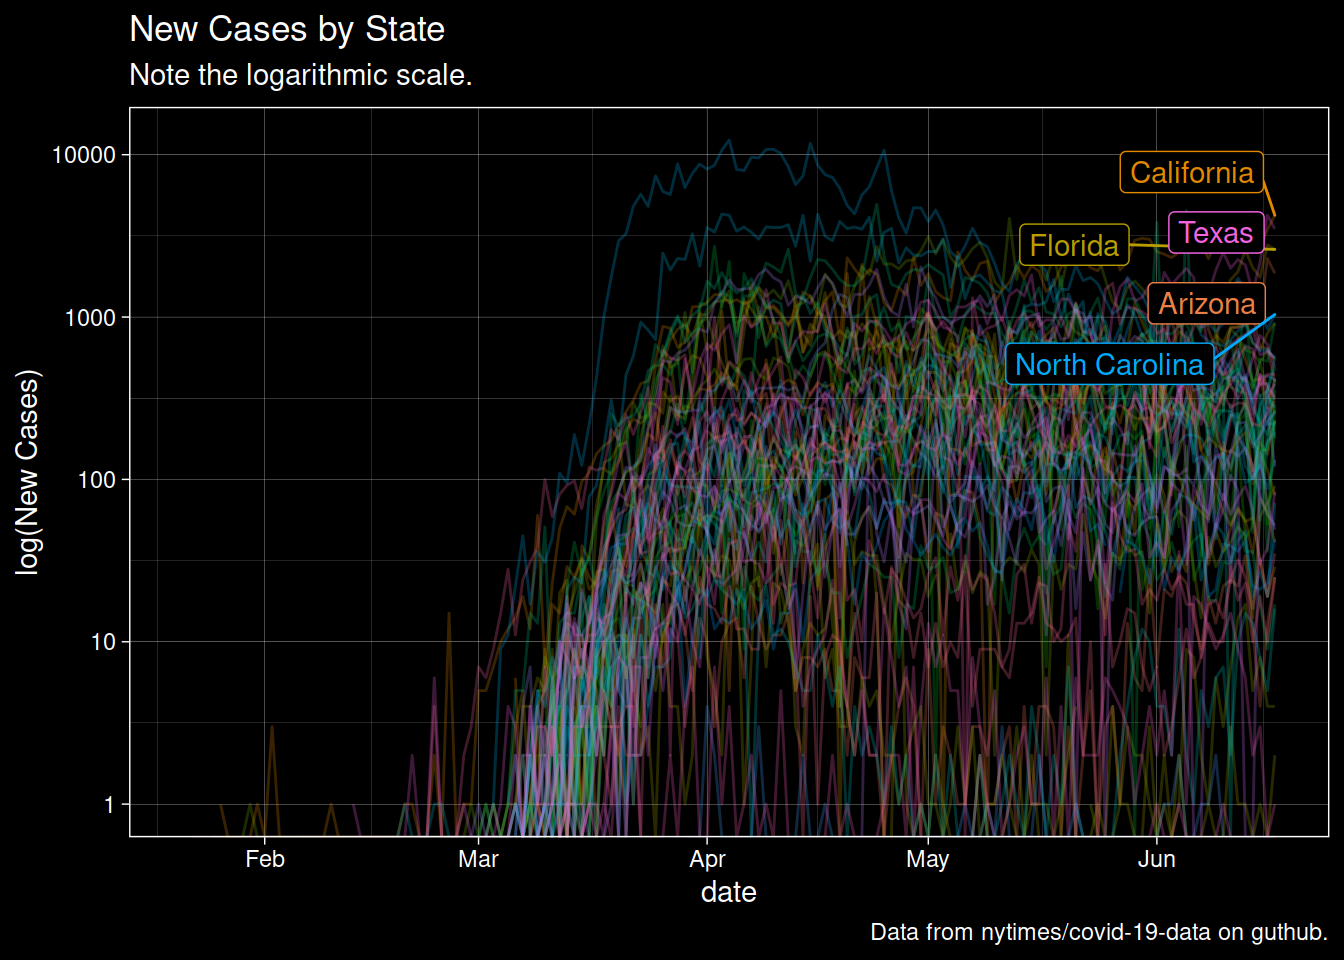 New Cases by State
Note the logarithmic scale.
log(New Cases)
10000
1000
100
10
1
California
Texas
Florida
Arizona
North Carolina
Feb
Mar
Apr
May
Jun
date
Data from nytimes/covid-19-data on guthub.